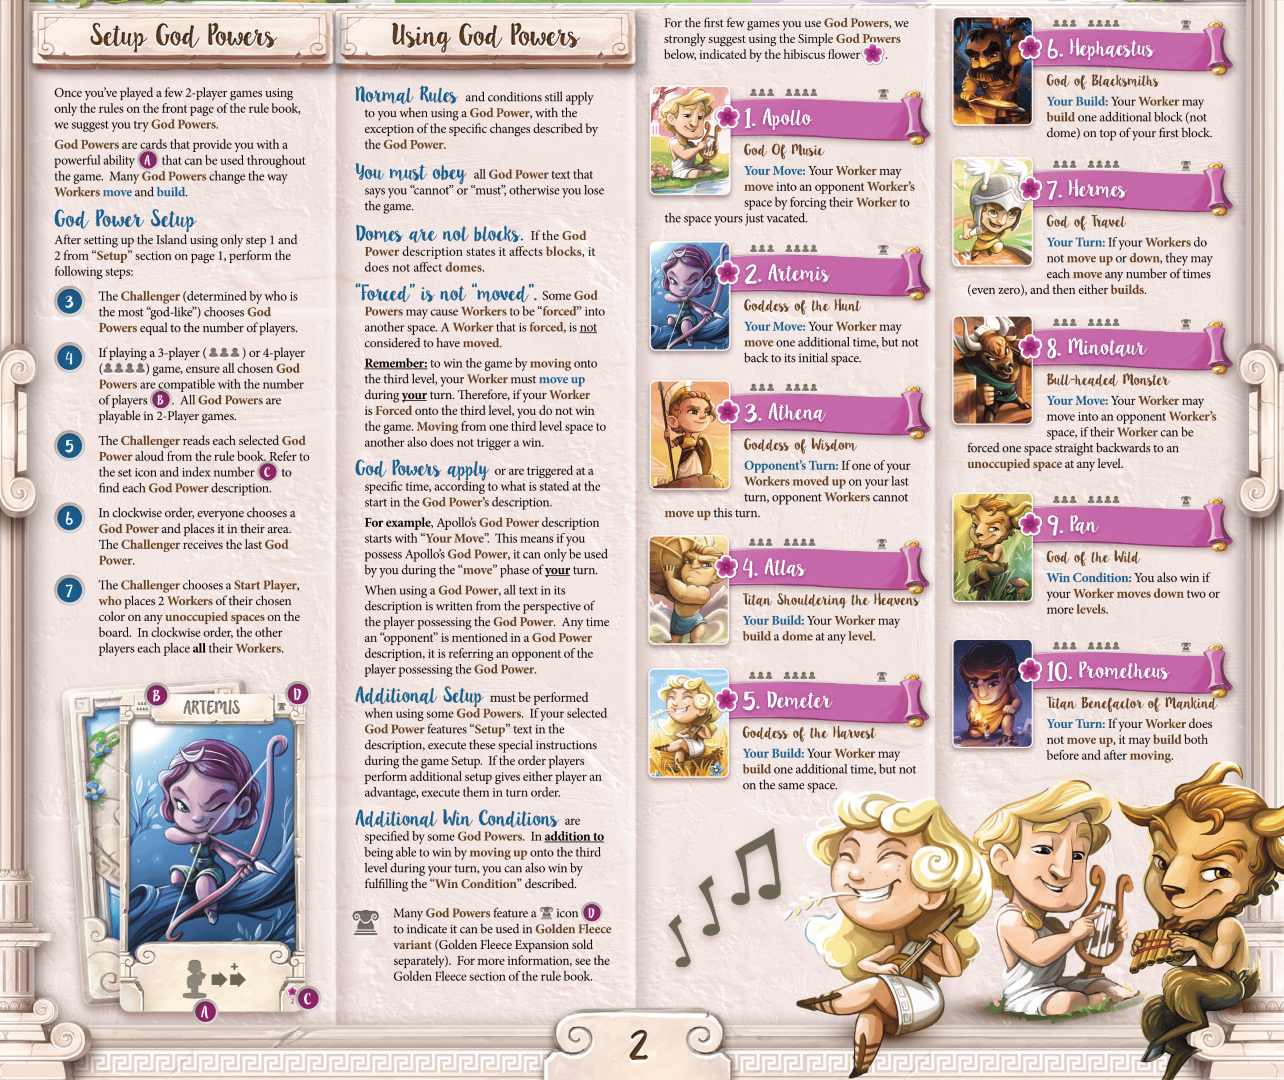 Setup God Powers
Once you've played a few 2-player games using
only the rules on the front page of the rule book,
we suggest you try God Powers.
God Powers are cards that provide you with a
powerful ability A that can be used throughout
the game. Many God Powers change the way
Workers move and build.
God Power Setup
After setting up the Island using only step 1 and
2 from "Setup" section on page 1, perform the
following steps:
3 The Challenger (determined by who is
the most "god-like") chooses God
Powers equal to the number of players.
4 If playing a 3-player ( ) or 4-player
( ) game, ensure all chosen God
Powers are compatible with the number
of players B . All God Powers are
playable in 2-Player games.
5 The Challenger reads each selected God
Power aloud from the rule book. Refer to
the set icon and index number C to
find each God Power description.
6 In clockwise order, everyone chooses a
God Power and places it in their area.
The Challenger receives the last God
Power.
7 The Challenger chooses a Start Player,
who places 2 Workers of their chosen
color on any unoccupied spaces on the
board. In clockwise order, the other
players each place all their Workers.
B
D
ARTEMIS
+
2
C
A
Using God Powers
Normal Rules and conditions still apply
to you when using a God Power, with the
exception of the specific changes described by
the God Power.
You must obey all God Power text that
says you "cannot" or "must", otherwise you lose
the game.
Domes are not blocks. If the God
Power description states it affects blocks, it
does not affect domes.
"Forced" is not "moved". Some God
Powers may cause Workers to be "forced" into
another space. A Worker that is forced, is not
considered to have moved.
Remember: to win the game by moving onto
the third level, your Worker must move up
during your turn. Therefore, if your Worker
is Forced onto the third level, you do not win
the game. Moving from one third level space to
another also does not trigger a win.
God Powers apply or are triggered at a
specific time, according to what is stated at the
start in the God Power's description.
For example, Apollo's God Power description
starts with "Your Move". This means if you
possess Apollo's God Power, it can only be used
by you during the "move" phase of your turn.
When using a God Power, all text in its
description is written from the perspective of
the player possessing the God Power. Any time
an "opponent" is mentioned in a God Power
description, it is referring an opponent of the
player possessing the God Power.
Additional Setup must be performed
when using some God Powers. If your selected
God Power features "Setup" text in the
description, execute these special instructions
during the game Setup. If the order players
perform additional setup gives either player an
advantage, execute them in turn order.
Additional Win Conditions are
specified by some God Powers. In addition to
being able to win by moving up onto the third
level during your turn, you can also win by
fulfilling the "Win Condition" described.
Many God Powers feature a icon D
to indicate it can be used in Golden Fleece
variant (Golden Fleece Expansion sold
separately). For more information, see the
Golden Fleece section of the rule book.
For the first few games you use God Powers, we
strongly suggest using the Simple God Powers
below, indicated by the hibiscus flower .
1. Apollo
God Of Music
Your Move: Your Worker may
move into an opponent Worker's
space by forcing their Worker to
the space yours just vacated.
2. Artemis
Goddess of the Hunt
Your Move: Your Worker may
move one additional time, but not
back to its initial space.
3. Athena
Goddess of Wisdom
Opponent's Turn: If one of your
Workers moved up on your last
turn, opponent Workers cannot
move up this turn.
4. Atlas
Titan Shouldering the Heavens
Your Build: Your Worker may
build a dome at any level.
5. Demeter
Goddess of the Harvest
Your Build: Your Worker may
build one additional time, but not
on the same space.
6. Hephaestus
God of Blacksmiths
Your Build: Your Worker may
build one additional block (not
dome) on top of your first block.
7. Hermes
God of Travel
Your Turn: If your Workers do
not move up or down, they may
each move any number of times
(even zero), and then either builds.
8. Minotaur
Bull-headed Monster
Your Move: Your Worker may
move into an opponent Worker's
space, if their Worker can be
forced one space straight backwards to an
unoccupied space at any level.
9. Pan
God of the Wild
Win Condition: You also win if
your Worker moves down two or
more levels.
10. Prometheus
Titan Benefactor of Mankind
Your Turn: If your Worker does
not move up, it may build both
before and after moving.
2